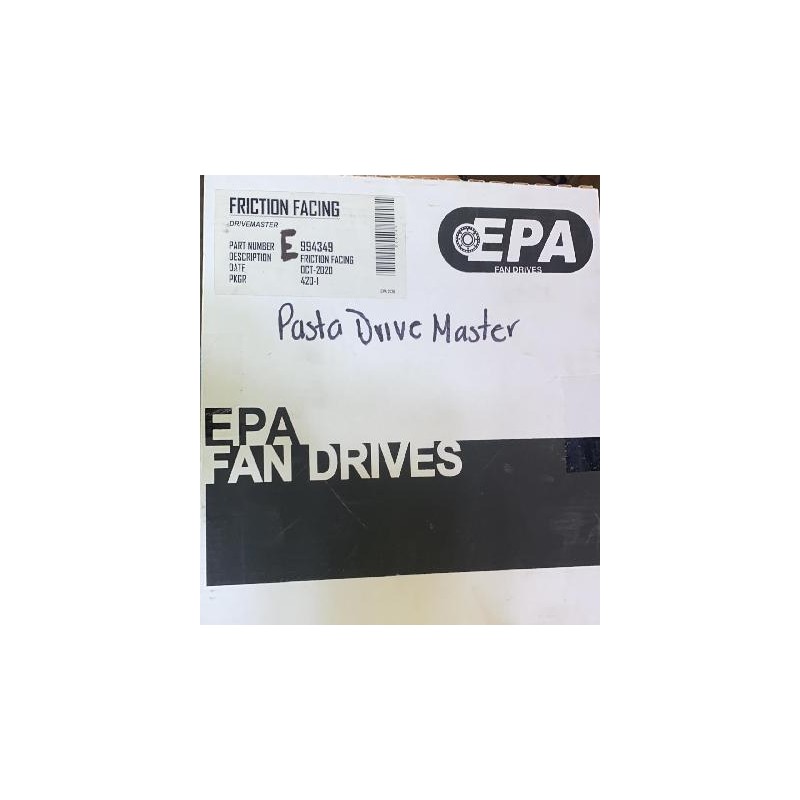 FRICTION FACING
DRIVEMASTER
PART NUMBER E 994349
DESCRIPTION FRICTION FACING
DATE OCT-2020
PKGR 420-1
EPA
FAN DRIVES
Pasta Drive Master
EPA
FAN DRIVES